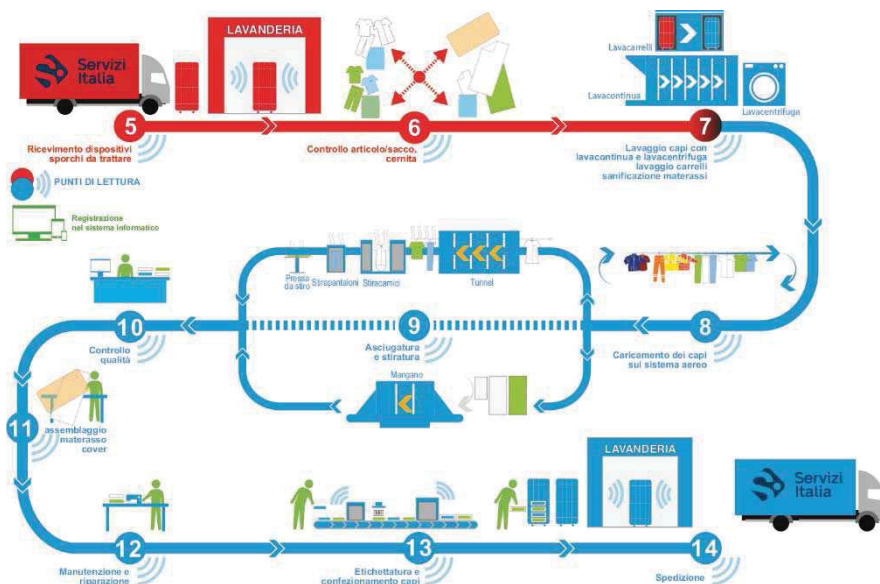 Servizi
Italia
LAVANDERIA
Lavacarrelli
Lavacontinua
Lavacentrifuga
5
6
7
Ricevimento dispositivi
sporchi da trattare
Controllo articolo/sacco,
cernita
Lavaggio capi con
lavacontinua e lavacentrifuga
lavaggio carrelli
sanificazione materassi
PUNTI DI LETTURA
Registrazione
nel sistema informatico
Pressa
da stiro
Stirapantaloni
Stiracamici
Tunnel
10
9
8
Controllo
qualità
Asciugatura
e stiratura
Caricamento dei capi
sul sistema aereo
Mangano
11
assemblaggio
materasso
cover
LAVANDERIA
Servizi
Italia
12
13
14
Manutenzione e
riparazione
Etichettatura e
confezionamento capi
Spedizione